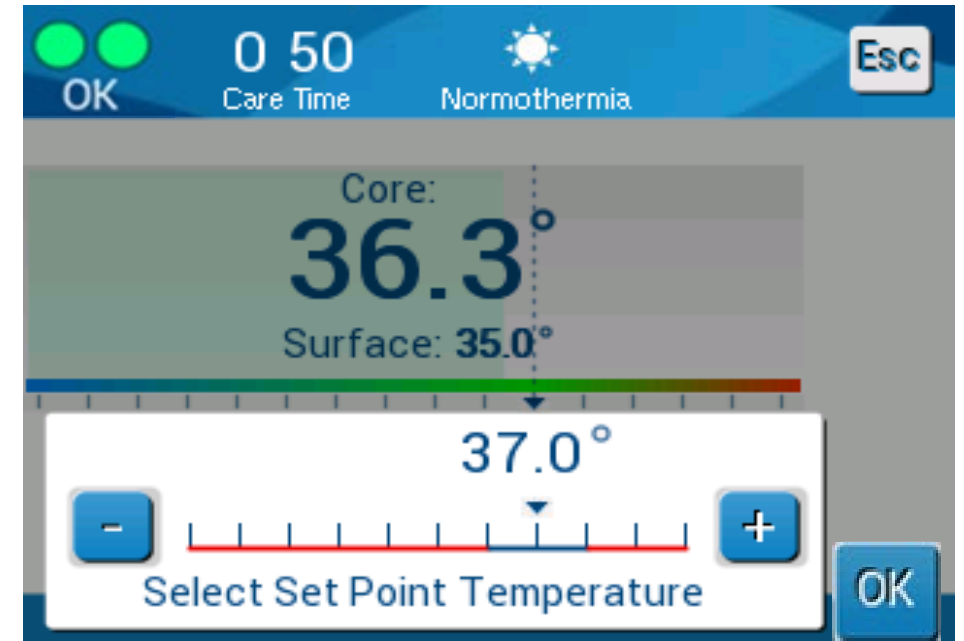 OK
0 50
Care Time
Normothermia
Esc
Core:
36.3°
Surface: 35.0°
37.0°
- +
Select Set Point Temperature
OK